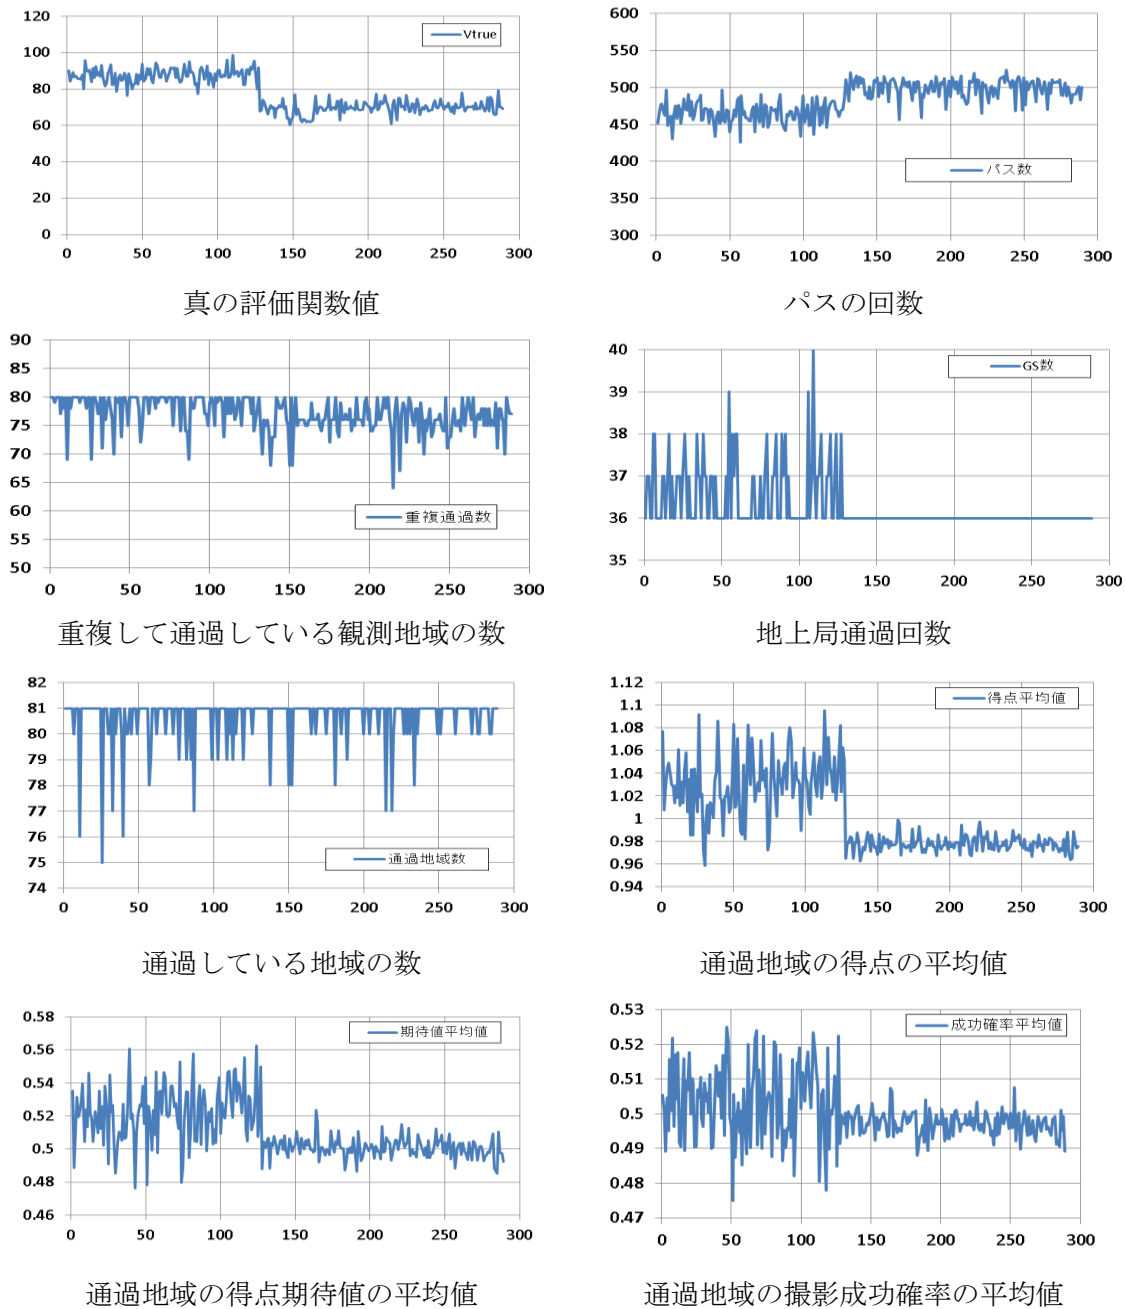 120
100
80
60
40
20
0
0 50 100 150 200 250 300
Vtrue
真の評価関数値
600
550
500
450
400
350
300
0 50 100 150 200 250 300
パス数
パスの回数
90
85
80
75
70
65
60
55
50
0 50 100 150 200 250 300
重複通過数
重複して通過している観測地域の数
40
39
38
37
36
35
0 50 100 150 200 250 300
GS数
地上局通過回数
82
81
80
79
78
77
76
75
74
0 50 100 150 200 250 300
通過地域数
通過している地域の数
1.12
1.1
1.08
1.06
1.04
1.02
1
0.98
0.96
0.94
0 50 100 150 200 250 300
得点平均値
通過地域の得点の平均値
0.58
0.56
0.54
0.52
0.5
0.48
0.46
0 50 100 150 200 250 300
期待値平均値
通過地域の得点期待値の平均値
0.53
0.52
0.51
0.5
0.49
0.48
0.47
0 50 100 150 200 250 300
成功確率平均値
通過地域の撮影成功確率の平均値